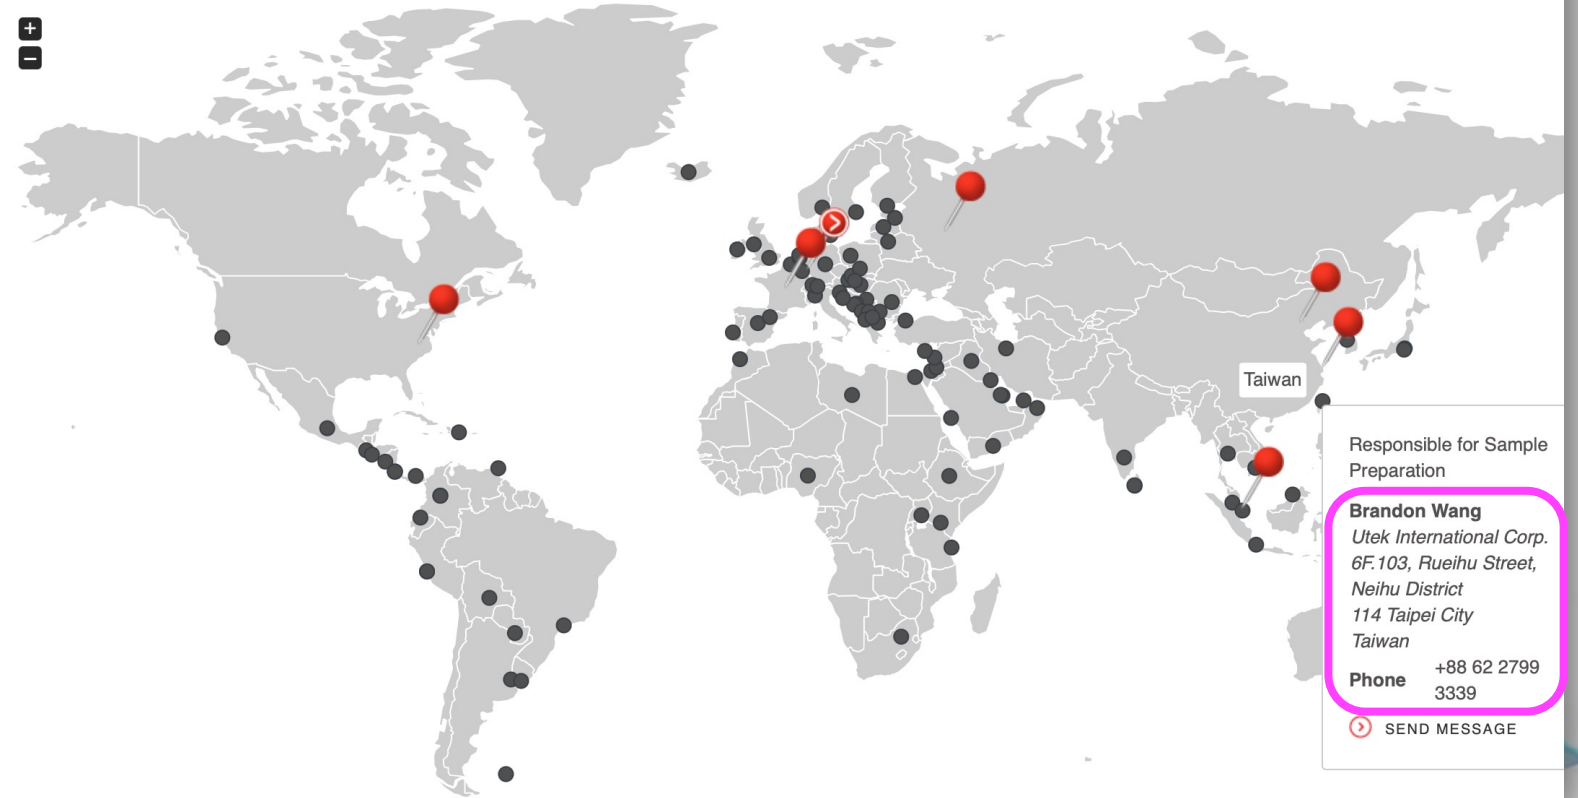 +
−
Taiwan
Responsible for Sample
Preparation
Brandon Wang
Utek International Corp.
6F.103, Rueihu Street,
Neihu District
114 Taipei City
Taiwan
Phone +88 62 2799
3339
SEND MESSAGE